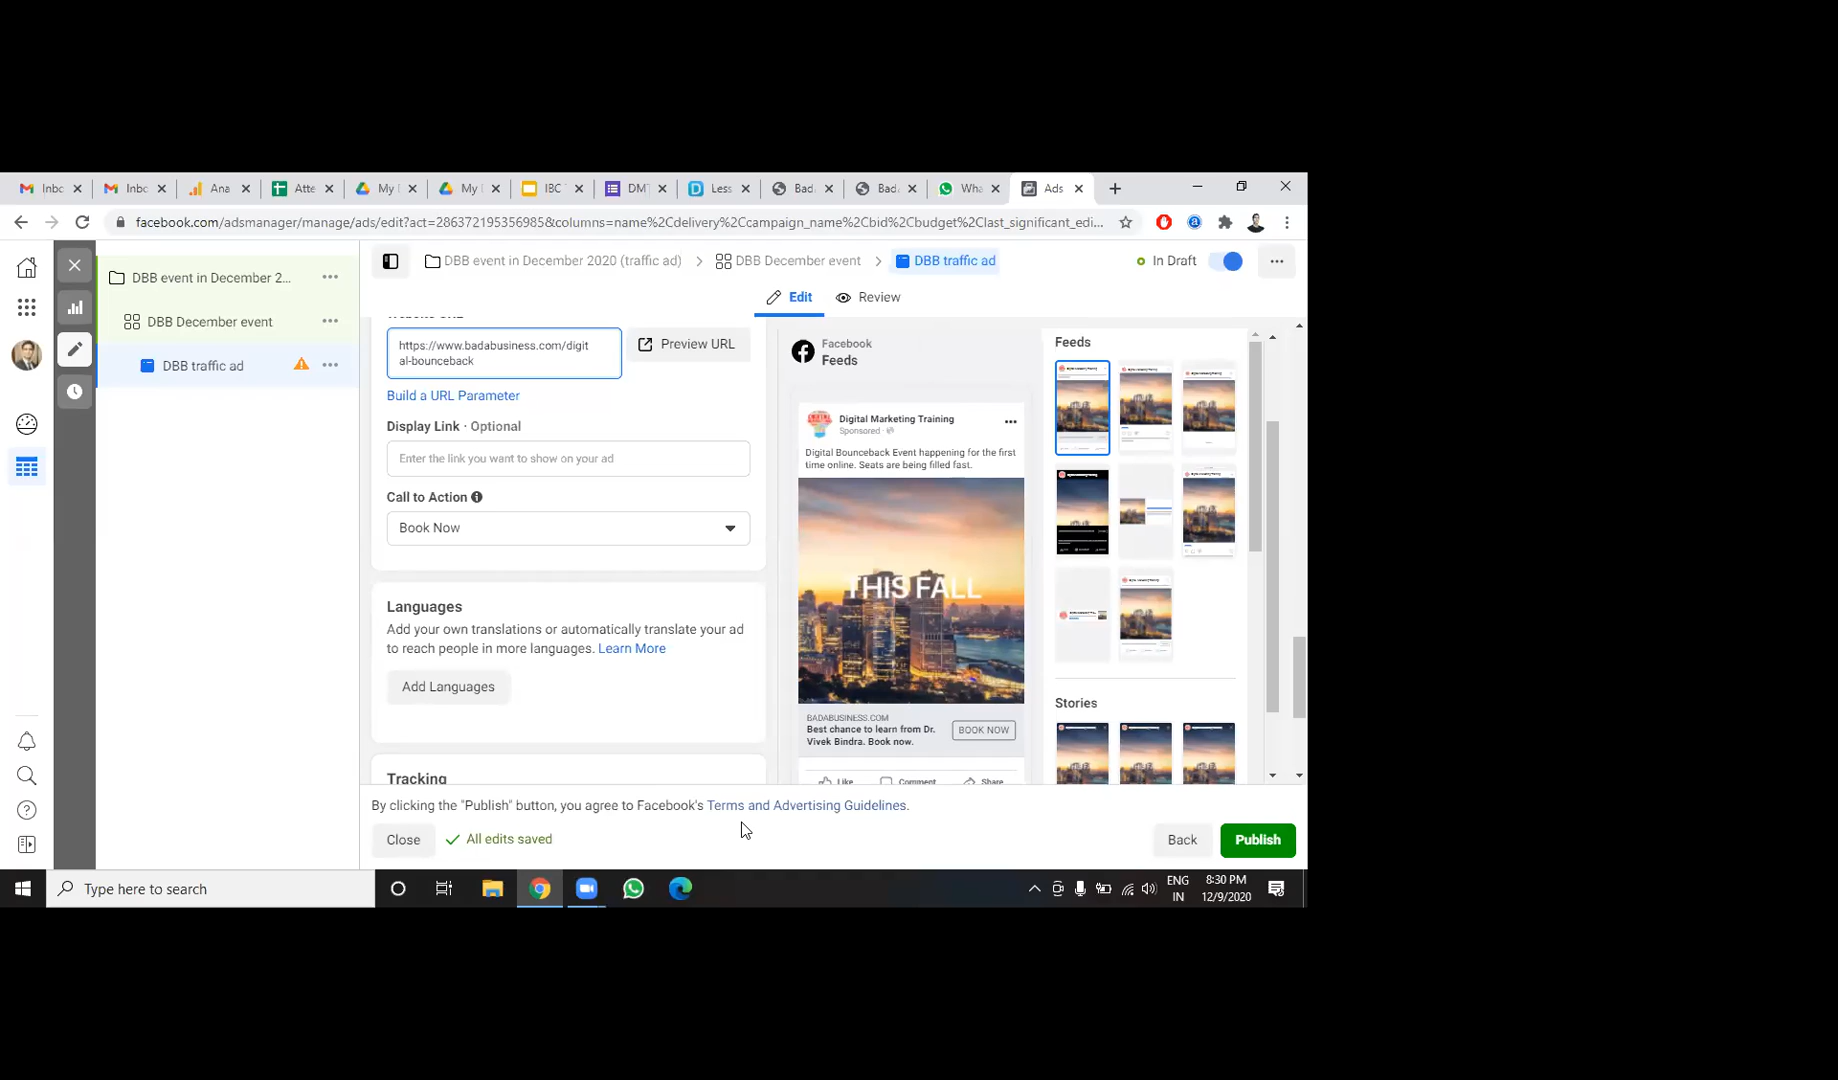 Inbc
Inbc
Ana
Atte
My
My
IBC
DM
Less
Bad
Bad
Wha
Ads
facebook.com/adsmanager/manage/ads/edit?act=286372195356985&columns=name%2Cdelivery%2Ccampaign_name%2Cbid%2Cbudget%2Clast_significant_edi...
DBB event in December 2...
DBB December event
DBB traffic ad
DBB event in December 2020 (traffic ad)
DBB December event
DBB traffic ad
In Draft
Edit
Review
https://www.badabusiness.com/digit
al-bounceback
Preview URL
Build a URL Parameter
Display Link · Optional
Enter the link you want to show on your ad
Call to Action
Book Now
Languages
Add your own translations or automatically translate your ad
to reach people in more languages. Learn More
Add Languages
Tracking
Facebook
Feeds
Digital Marketing Training
Sponsored
Digital Bounceback Event happening for the first
time online. Seats are being filled fast.
THIS FALL
BADABUSINESS.COM
Best chance to learn from Dr.
Vivek Bindra. Book now.
BOOK NOW
Like
Comment
Share
Feeds
Stories
By clicking the "Publish" button, you agree to Facebook's Terms and Advertising Guidelines.
Close
All edits saved
Back
Publish
Type here to search
ENG
IN
8:30 PM
12/9/2020